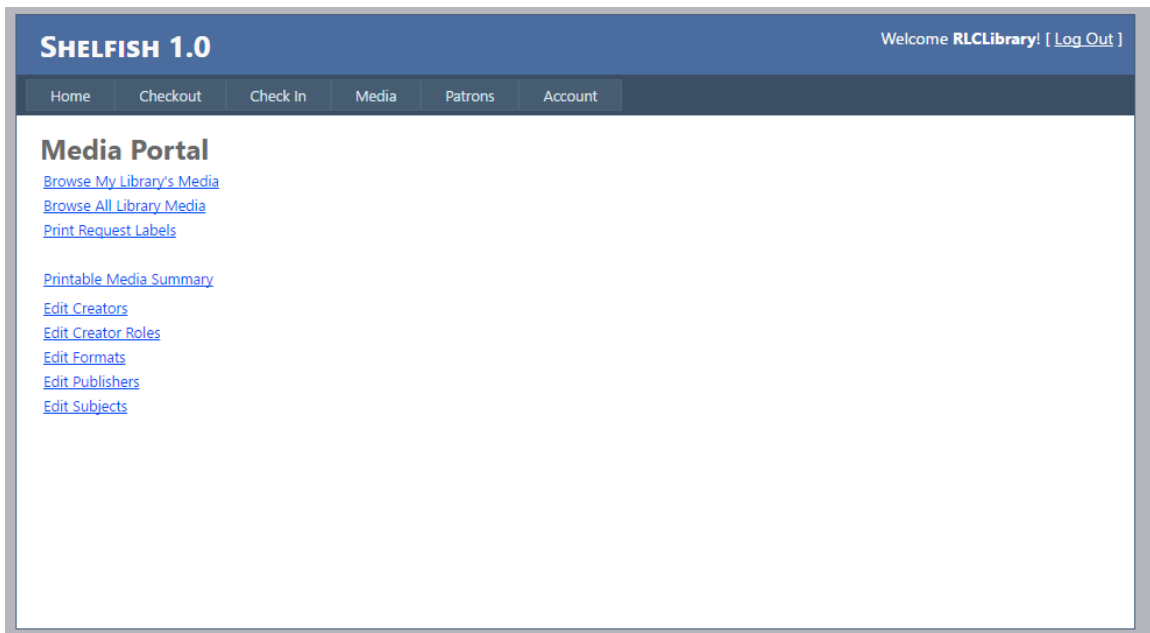 SHELFISH 1.0
Welcome RLCLibrary! [ Log Out ]
Home Checkout Check In Media Patrons Account
Media Portal
Browse My Library's Media
Browse All Library Media
Print Request Labels
Printable Media Summary
Edit Creators
Edit Creator Roles
Edit Formats
Edit Publishers
Edit Subjects